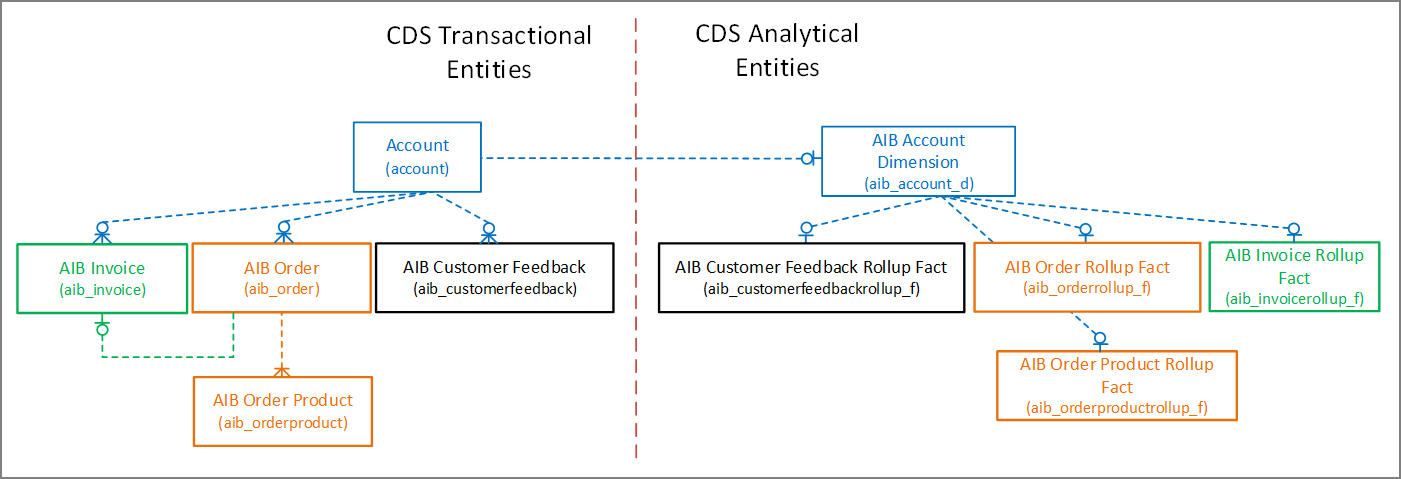 CDS Transactional
Entities
CDS Analytical
Entities
Account
(account)
AIB Account
Dimension
(aib_account_d)
AIB Invoice
(aib_invoice)
AIB Order
(aib_order)
AIB Customer Feedback
(aib_customerfeedback)
AIB Customer Feedback Rollup Fact
(aib_customerfeedbackrollup_f)
AIB Order Rollup Fact
(aib_orderrollup_f)
AIB Invoice Rollup
Fact
(aib_invoicerollup_f)
AIB Order Product
(aib_orderproduct)
AIB Order Product Rollup
Fact
(aib_orderproductrollup_f)